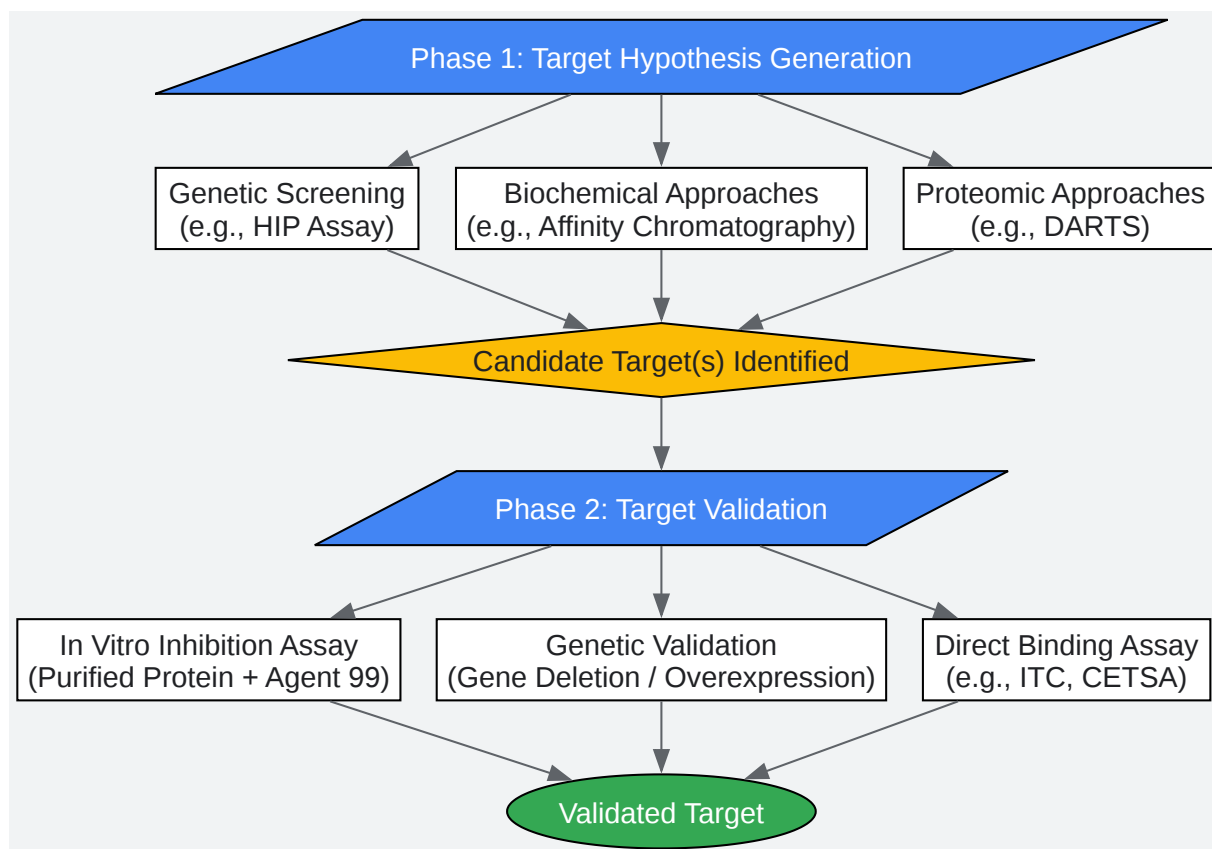 Phase 1: Target Hypothesis Generation
Genetic Screening
(e.g., HIP Assay)
Biochemical Approaches
(e.g., Affinity Chromatography)
Proteomic Approaches
(e.g., DARTS)
Candidate Target(s) Identified
Phase 2: Target Validation
In Vitro Inhibition Assay
(Purified Protein + Agent 99)
Genetic Validation
(Gene Deletion / Overexpression)
Direct Binding Assay
(e.g., ITC, CETSA)
Validated Target